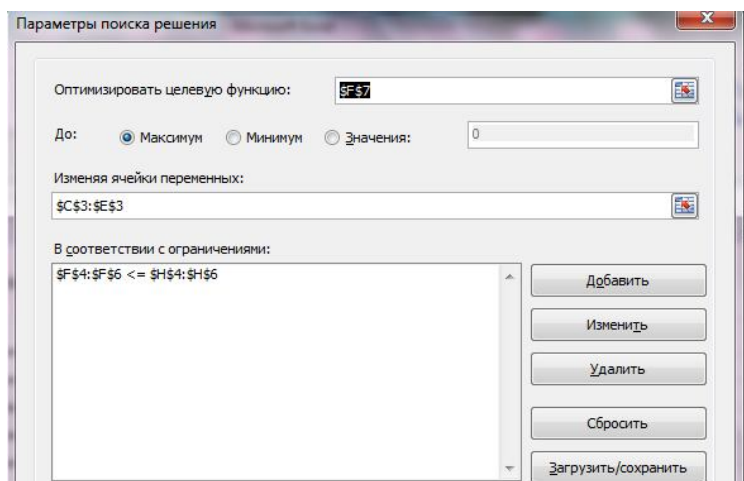 Параметры поиска решения
Оптимизировать целевую функцию: $F$7
До: Максимум Минимум Значения: 0
Изменяя ячейки переменных:
$C$3:$E$3
В соответствии с ограничениями:
$F$4:$F$6 <= $H$4:$H$6
Добавить
Изменить
Удалить
Сбросить
Загрузить/сохранить